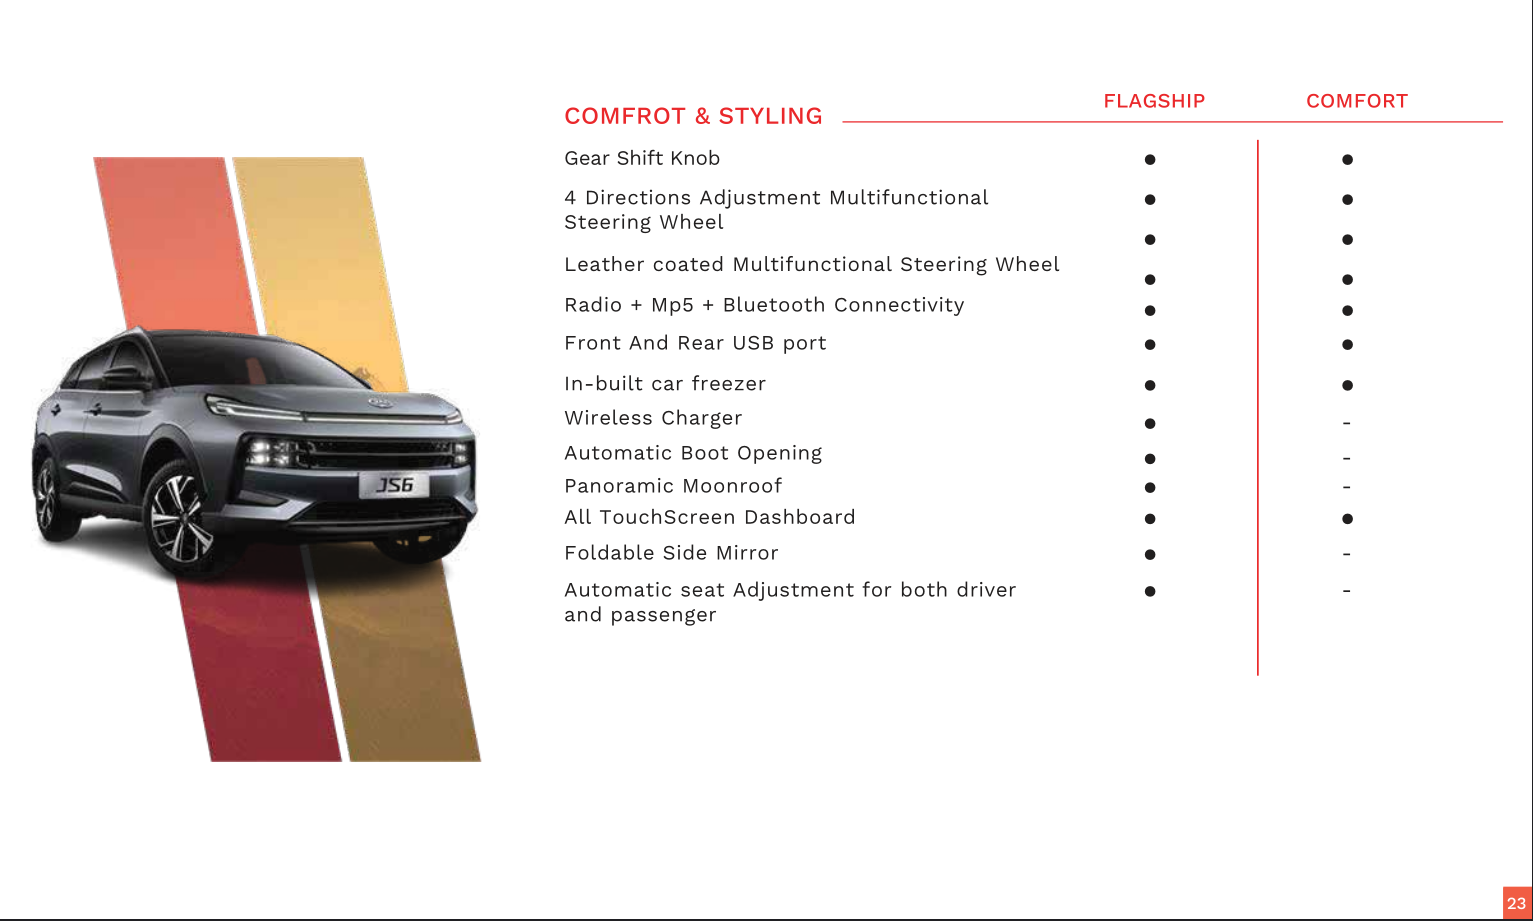 FLAGSHIP COMFORT
COMFROT & STYLING
Gear Shift Knob ● ●
4 Directions Adjustment Multifunctional ● ●
Steering Wheel
● ●
Leather coated Multifunctional Steering Wheel
● ●
Radio + Mp5 + Bluetooth Connectivity ● ●
Front And Rear USB port ● ●
In-built car freezer ● ●
Wireless Charger ● -
Automatic Boot Opening ● -
Panoramic Moonroof ● -
All TouchScreen Dashboard ● ●
Foldable Side Mirror ● -
Automatic seat Adjustment for both driver ● -
and passenger
JS6
23